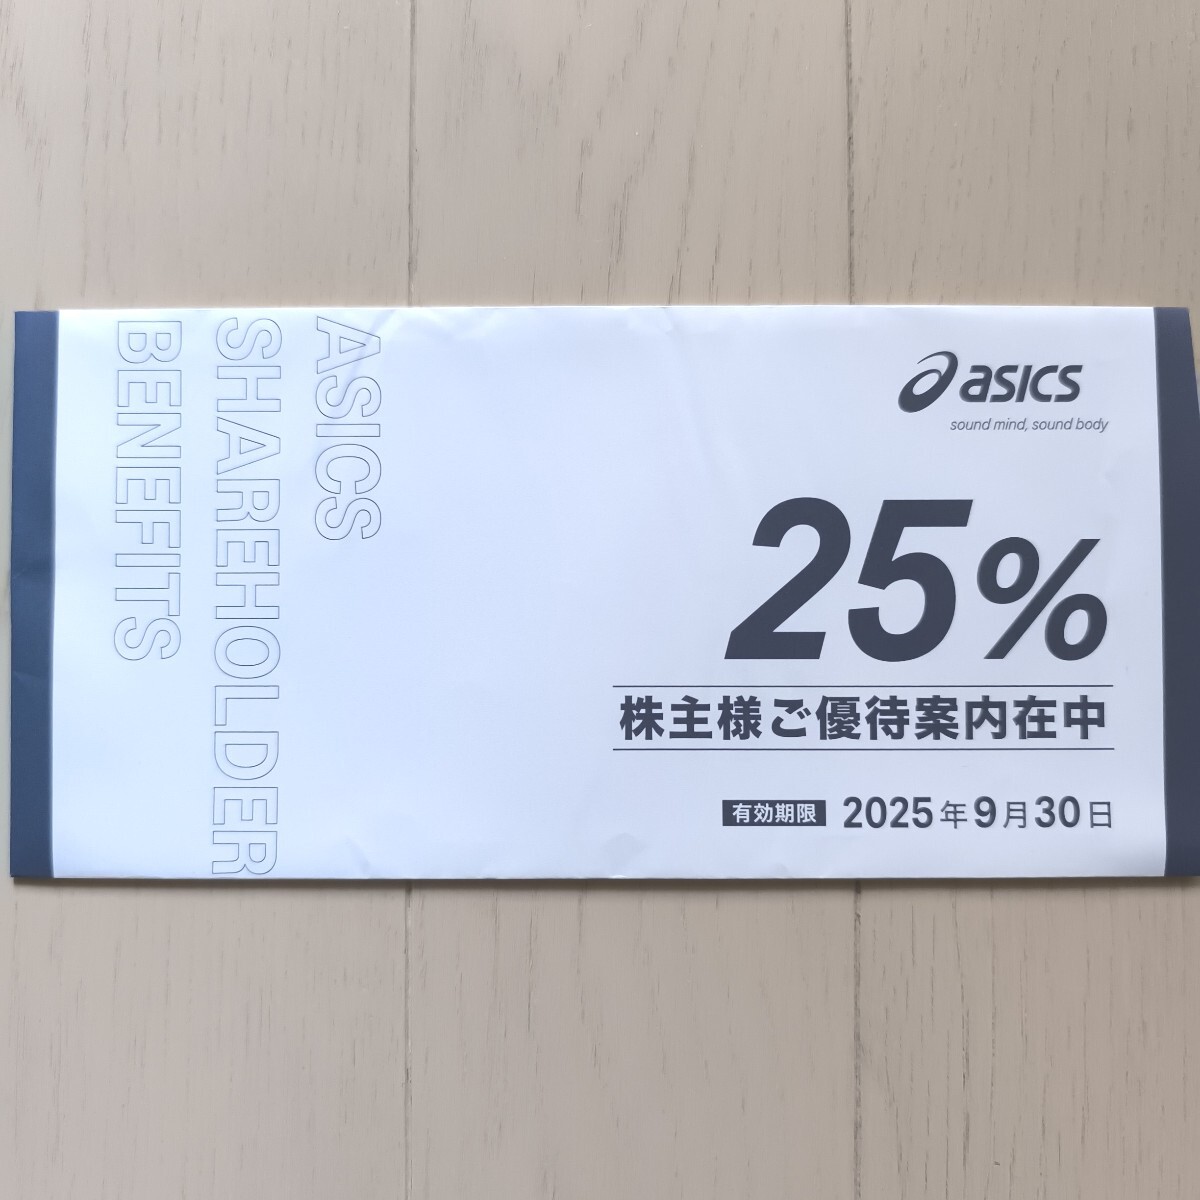 ASICS
SHAREHOLDER
BENEFITS
asics
sound mind, sound body
25%
株主様ご優待案内在中
有効期限 2025年9月30日